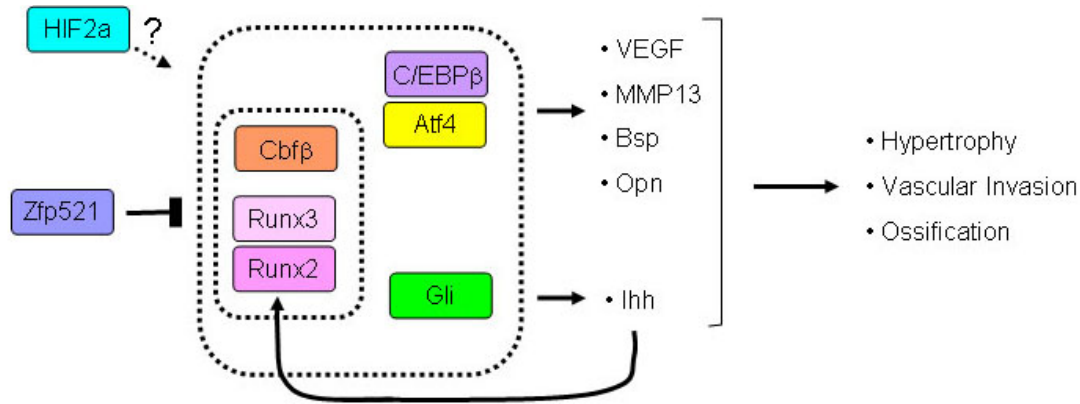 HIF2a
?
C/EBPβ
Atf4
Cbfβ
Runx3
Runx2
Zfp521
Gli
• VEGF
• MMP13
• Bsp
• Opn
• Ihh
• Hypertrophy
• Vascular Invasion
• Ossification